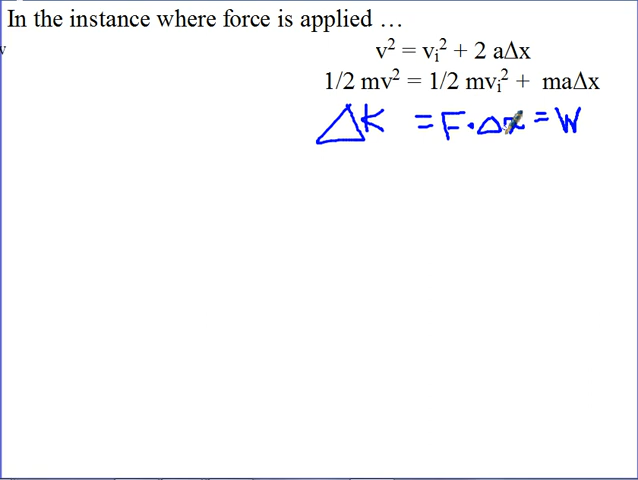 In the instance where force is applied …
v
v² = vᵢ² + 2 aΔx
1/2 mv² = 1/2 mvᵢ² + maΔx
ΔK = F·Δx = W